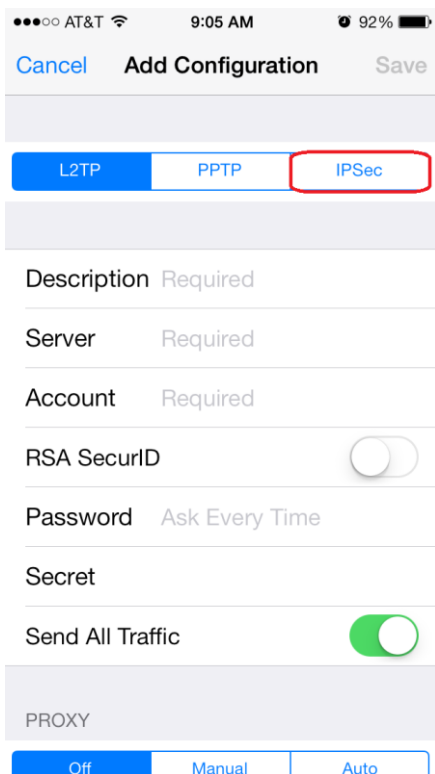 AT&T 9:05 AM 92%
Cancel Add Configuration Save
L2TP PPTP IPSec
Description Required
Server Required
Account Required
RSA SecurID
Password Ask Every Time
Secret
Send All Traffic
PROXY
Off Manual Auto